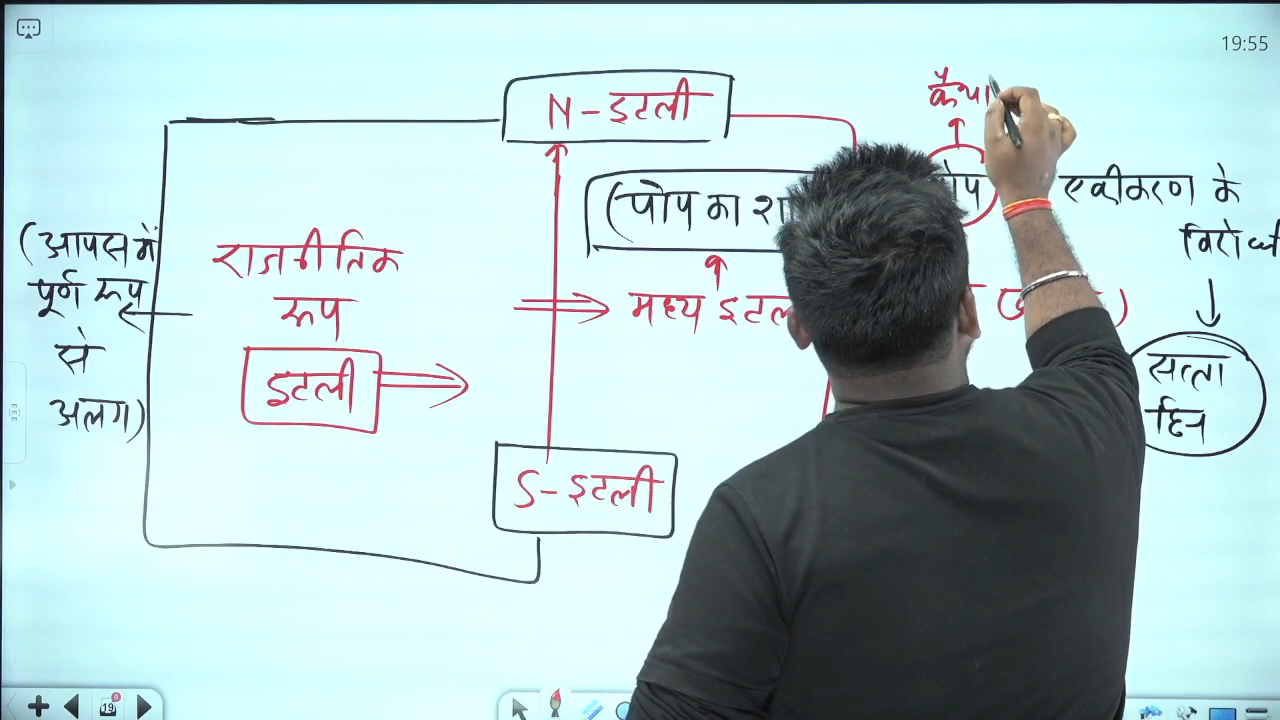 19:55
N-इटली
कैथ
(पोप का
एकीकरण के
(आपस में
पूर्ण रूप
से
अलग)
राजनीतिक
रूप
इटली
मध्य इटल
सत्ता
हित
S-इटली
19